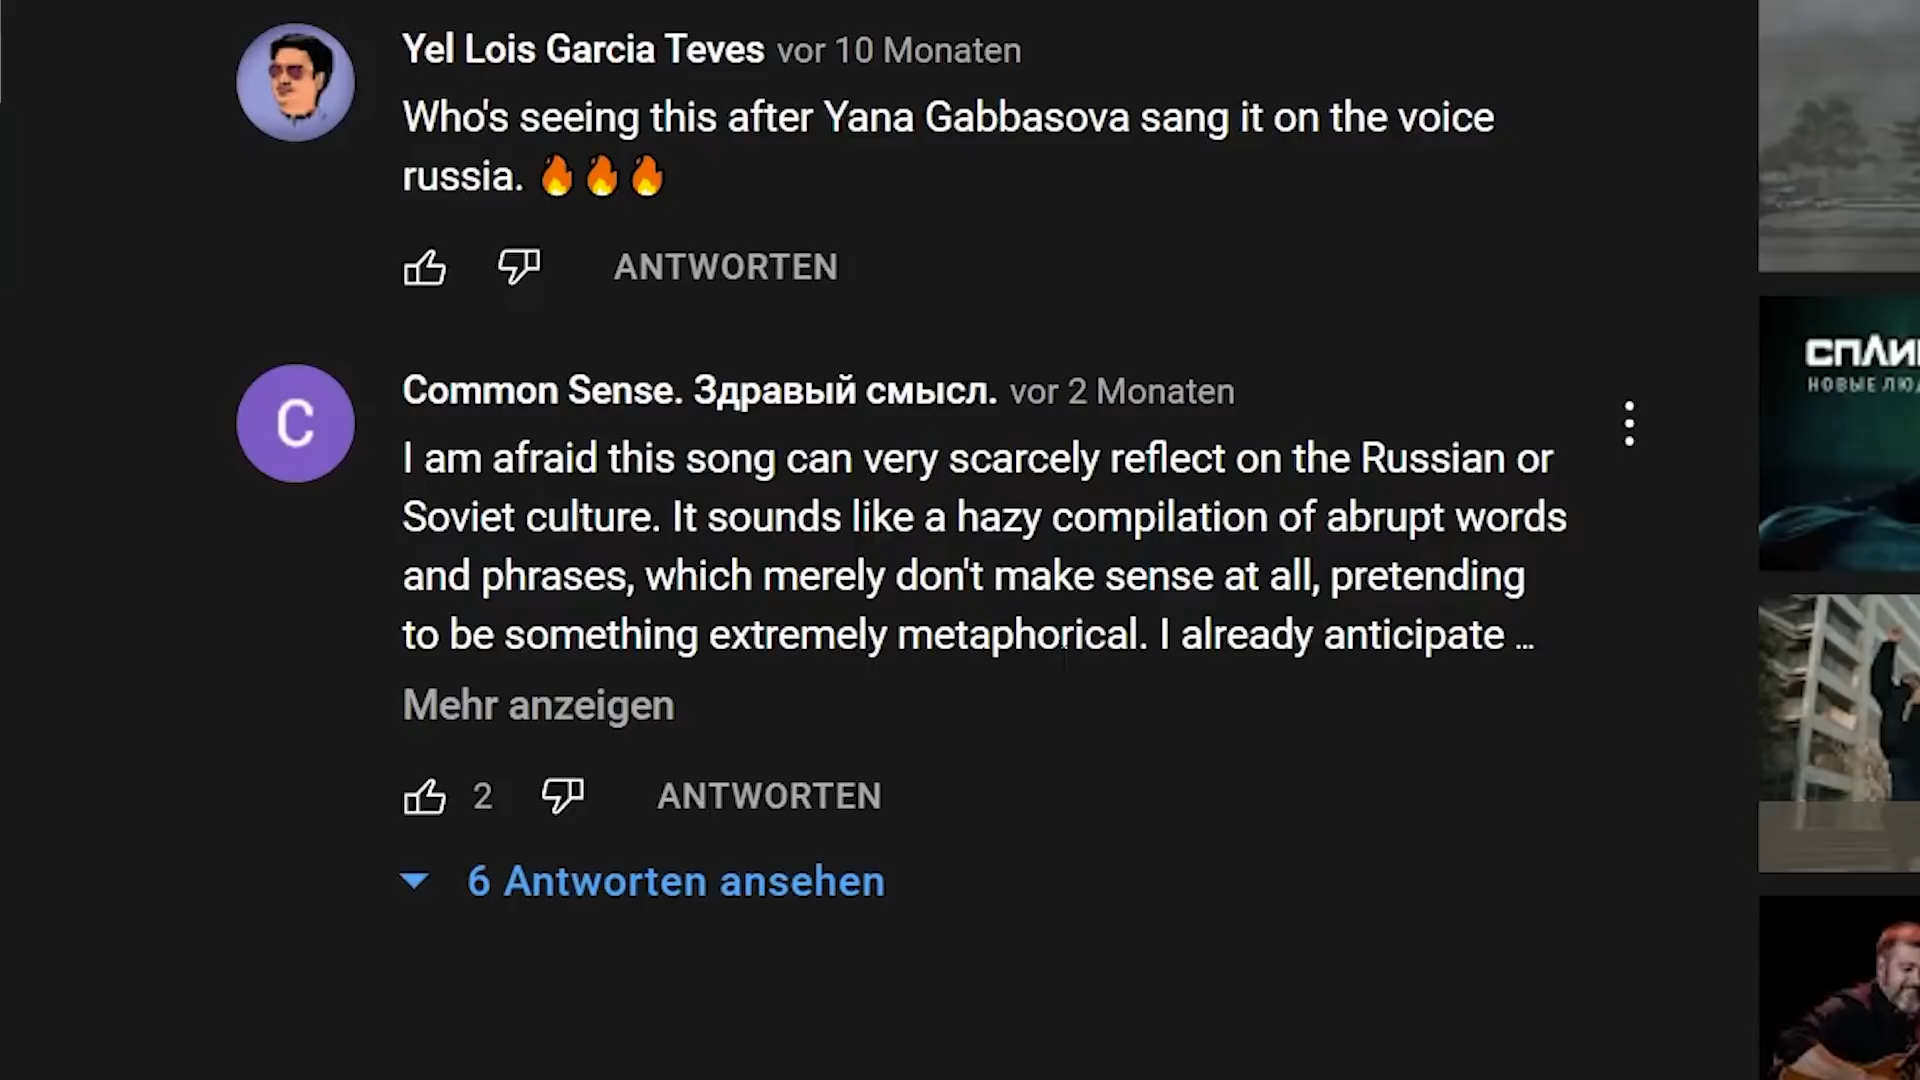 Yel Lois Garcia Teves vor 10 Monaten
Who's seeing this after Yana Gabbasova sang it on the voice
russia. 🔥🔥🔥
ANTWORTEN
C
Common Sense. Здравый смысл. vor 2 Monaten
I am afraid this song can very scarcely reflect on the Russian or
Soviet culture. It sounds like a hazy compilation of abrupt words
and phrases, which merely don't make sense at all, pretending
to be something extremely metaphorical. I already anticipate ...
Mehr anzeigen
2 ANTWORTEN
6 Antworten ansehen
НОВЫЕ